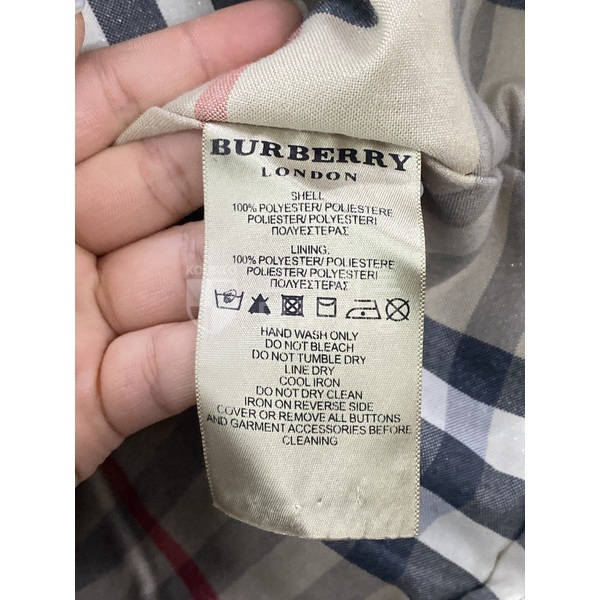 BURBERRY
LONDON
SHELL
100% POLYESTER/ POLIESTERE
POLIESTER/ POLYESTER/
ΠΟΛΥΕΣΤΕΡΑΣ
LINING.
100% POLYESTER/ POLIESTERE
POLIESTER/ POLYESTER/
ΠΟΛΥΕΣΤΕΡΑΣ
HAND WASH ONLY
DO NOT BLEACH
DO NOT TUMBLE DRY
LINE DRY
COOL IRON
DO NOT DRY CLEAN
IRON ON REVERSE SIDE
COVER OR REMOVE ALL BUTTONS
AND GARMENT ACCESSORIES BEFORE
CLEANING